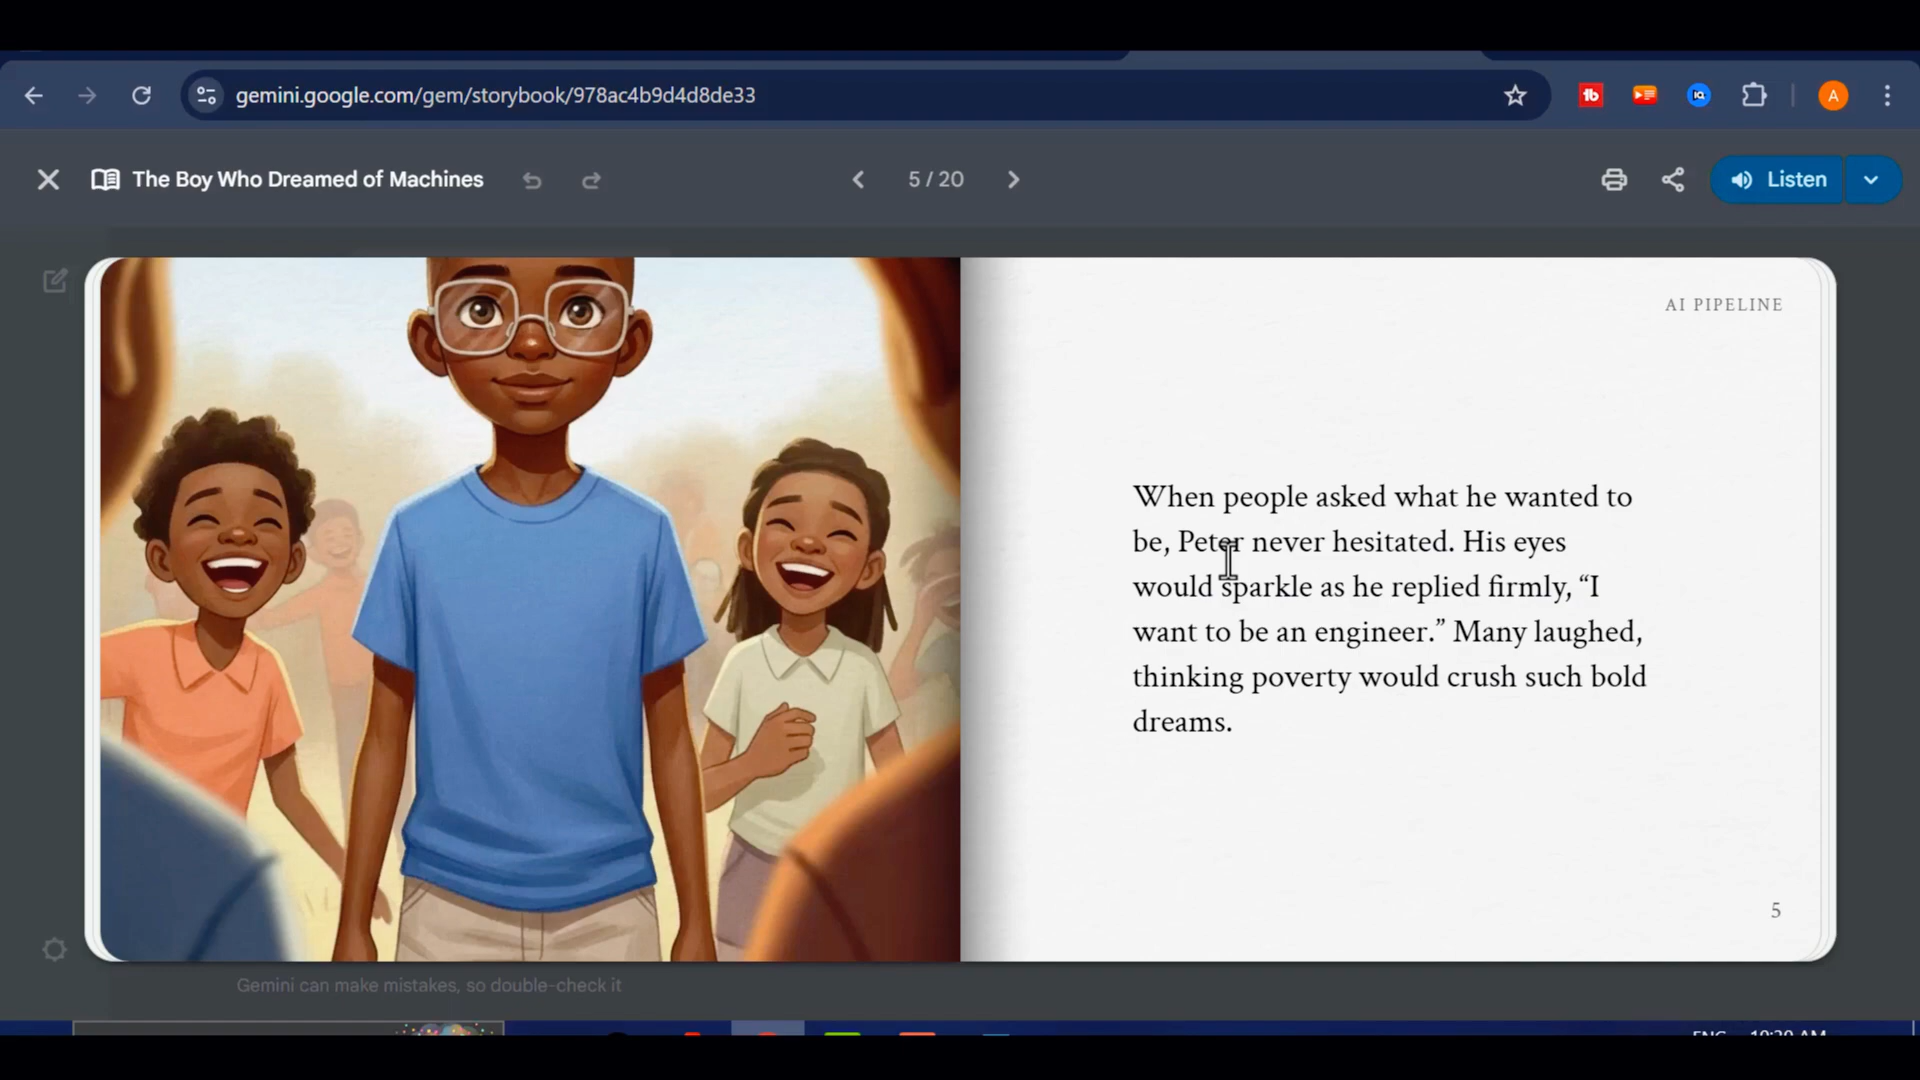 gemini.google.com/gem/storybook/978ac4b9d4d8de33
A
The Boy Who Dreamed of Machines
5 / 20
Listen
AI PIPELINE
When people asked what he wanted to
be, Peter never hesitated. His eyes
would sparkle as he replied firmly, “I
want to be an engineer.” Many laughed,
thinking poverty would crush such bold
dreams.
5
Gemini can make mistakes, so double-check it